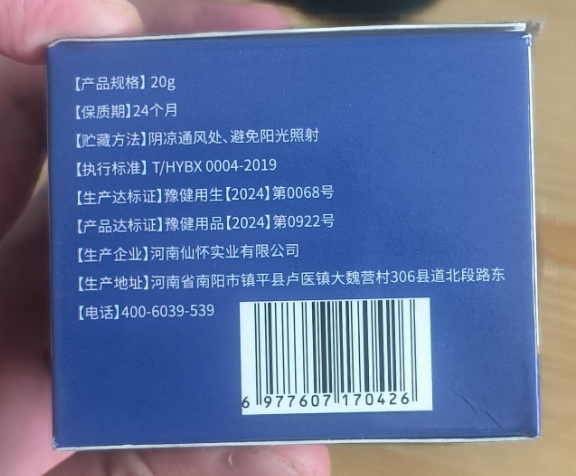 【产品规格】 20g
【保质期】24个月
【贮藏方法】阴凉通风处、避免阳光照射
【执行标准】 T/HYBX 0004-2019
【生产达标证】豫健用生【2024】第0068号
【产品达标证】豫健用品【2024】第0922号
【生产企业】河南仙怀实业有限公司
【生产地址】河南省南阳市镇平县卢医镇大魏营村306县道北段路东
【电话】400-6039-539
6 977607 170426